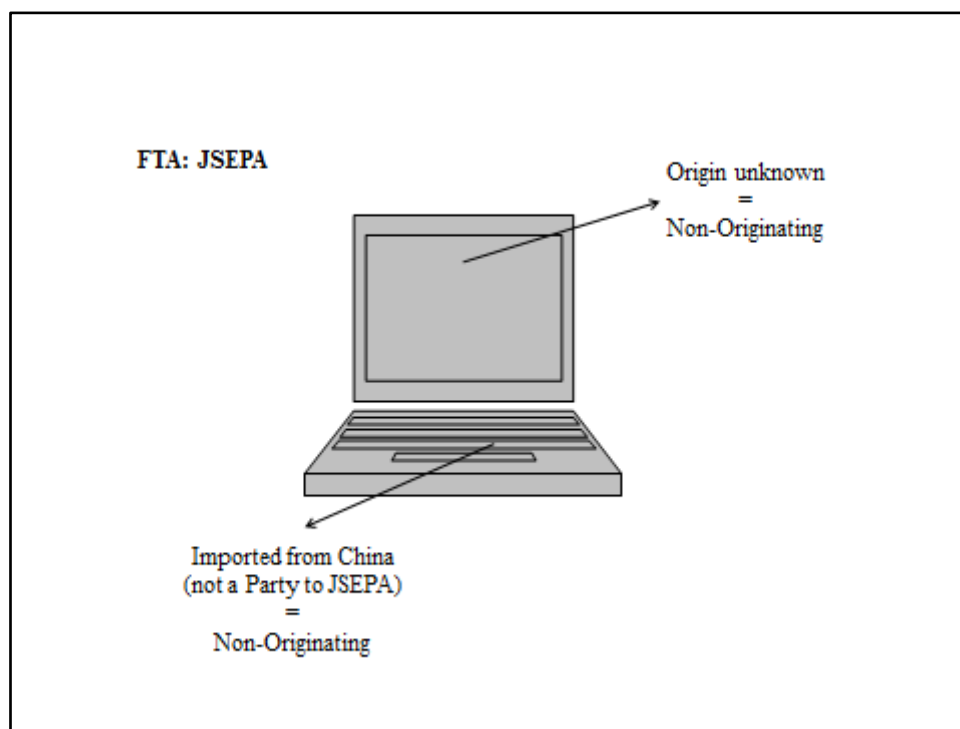 FTA: JSEPA
Origin unknown
=
Non-Originating
Imported from China
(not a Party to JSEPA)
=
Non-Originating